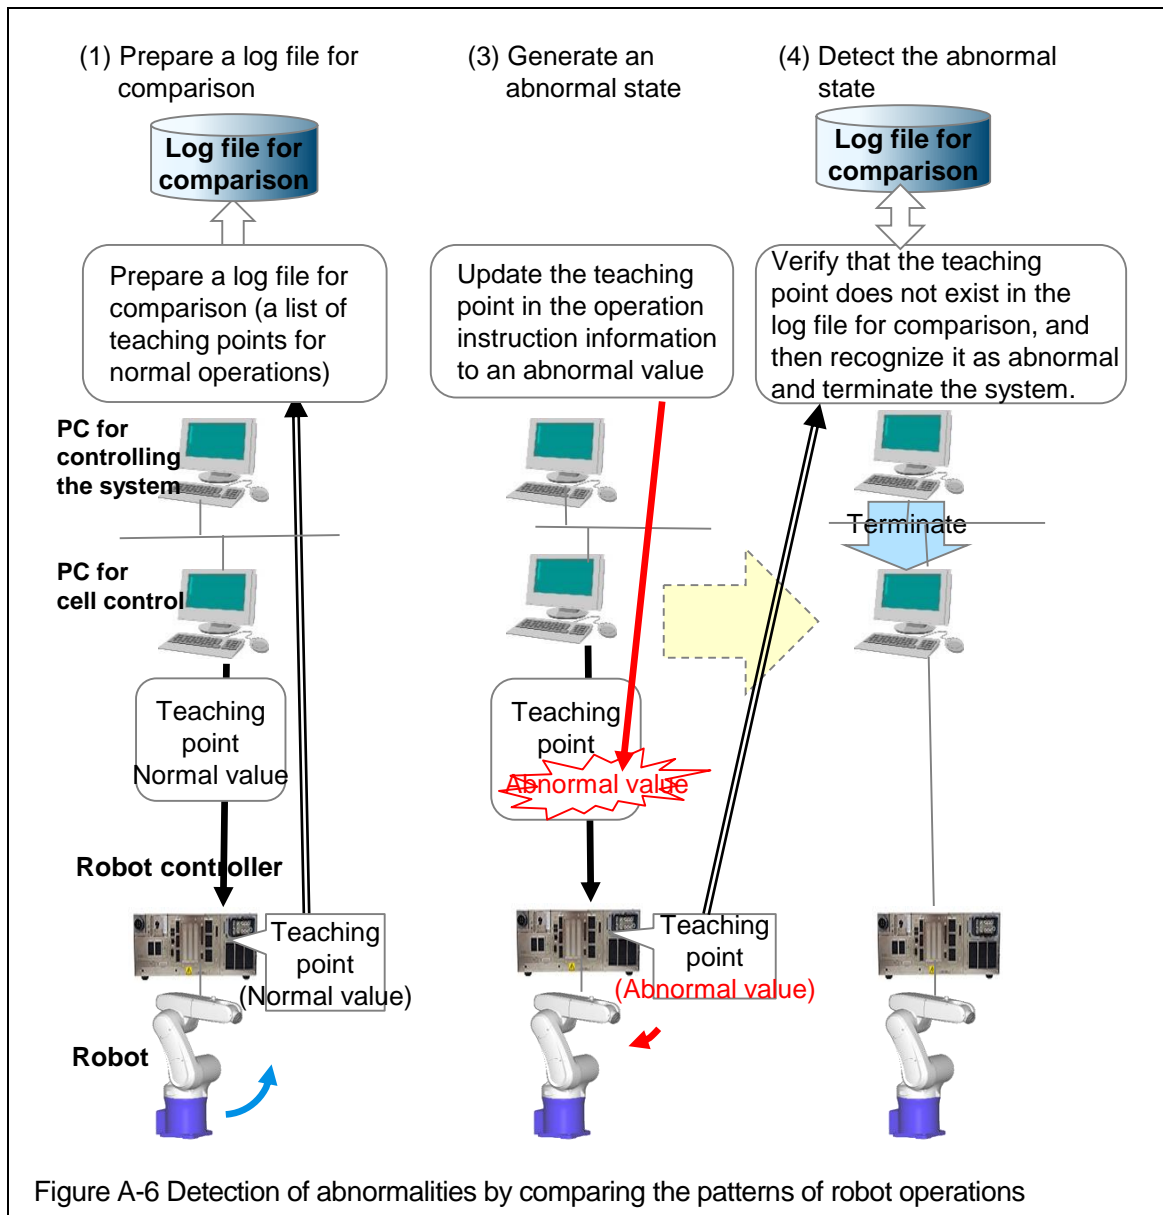 (1) Prepare a log file for
comparison
Log file for
comparison
Prepare a log file for
comparison (a list of
teaching points for
normal operations)
PC for
controlling
the system
PC for
cell control
Teaching
point
Normal value
Robot controller
Teaching
point
(Normal value)
Robot
(3) Generate an
abnormal state
Update the teaching
point in the operation
instruction information
to an abnormal value
Teaching
point
Abnormal value
Teaching
point
(Abnormal value)
(4) Detect the abnormal
state
Log file for
comparison
Verify that the teaching
point does not exist in the
log file for comparison, and
then recognize it as abnormal
and terminate the system.
Terminate
Figure A-6 Detection of abnormalities by comparing the patterns of robot operations